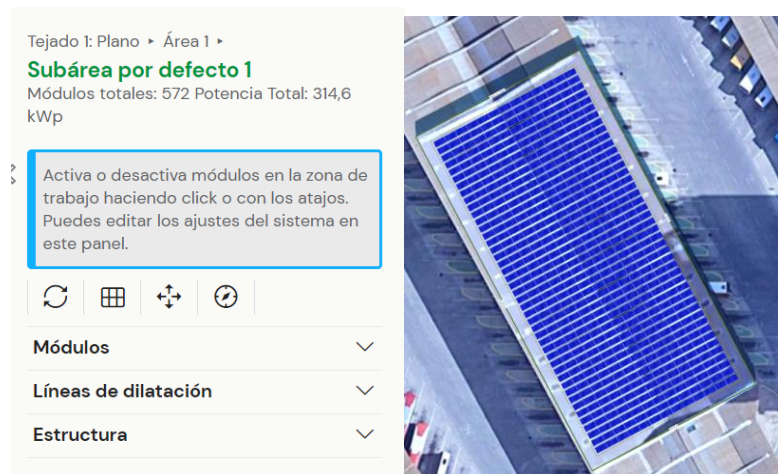 Tejado 1: Plano ▸ Área 1 ▸
Subárea por defecto 1
Módulos totales: 572 Potencia Total: 314,6
kWp
Activa o desactiva módulos en la zona de
trabajo haciendo click o con los atajos.
Puedes editar los ajustes del sistema en
este panel.
Módulos
Líneas de dilatación
Estructura